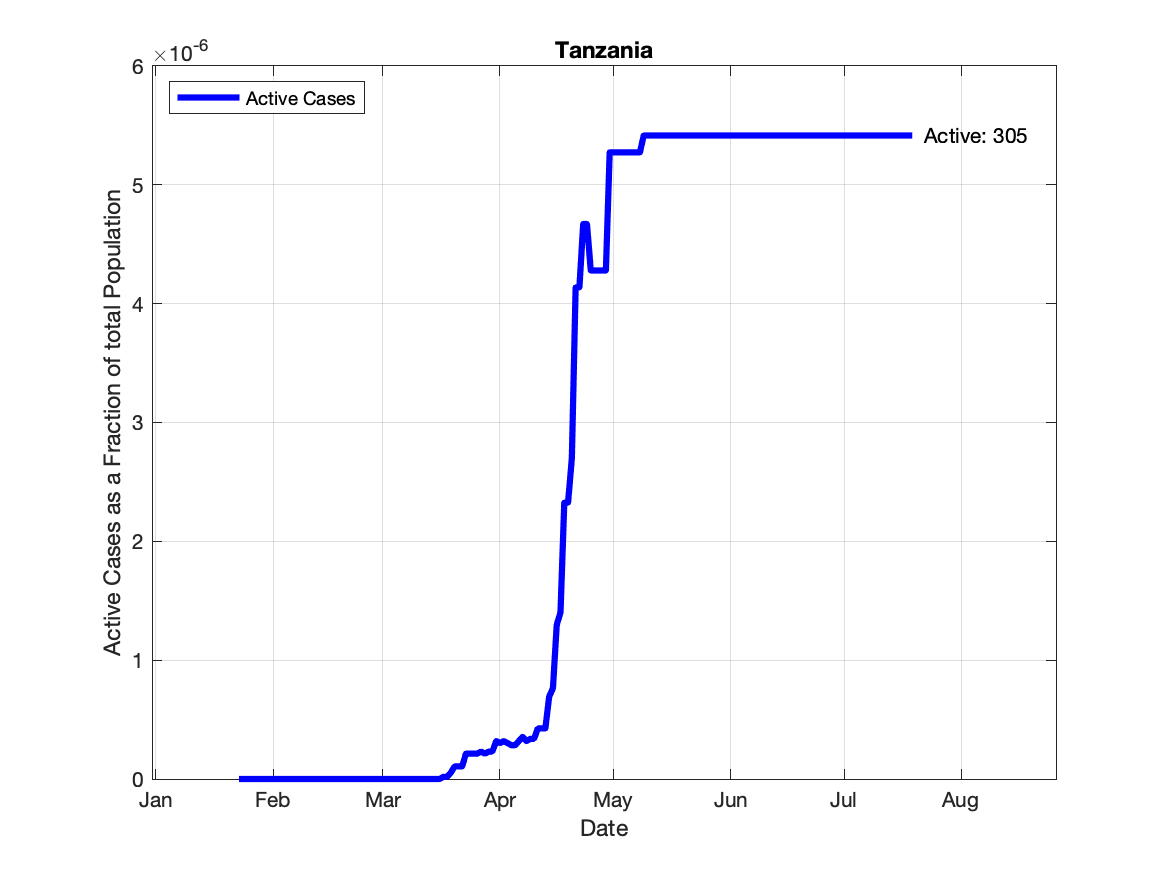 Tanzania
×10^-6
6
5
4
3
2
1
0
Active Cases
Active: 305
Active Cases as a Fraction of total Population
Jan Feb Mar Apr May Jun Jul Aug
Date